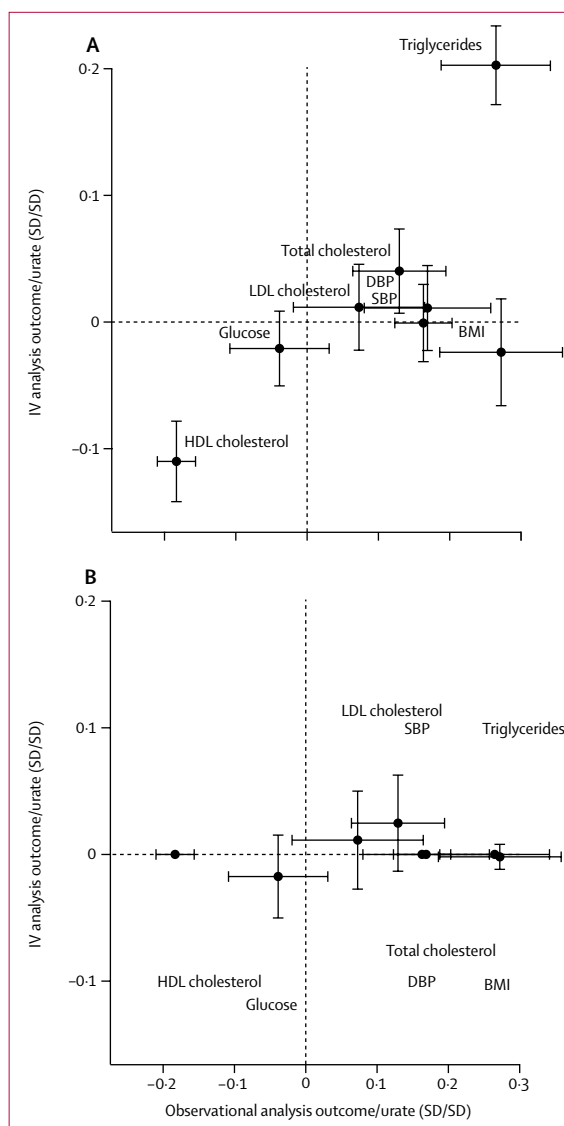 A
Triglycerides
0·2
0·1
Total cholesterol
DBP
LDL cholesterol
SBP
0
Glucose
BMI
–0·1
HDL cholesterol
IV analysis outcome/urate (SD/SD)
B
0·2
LDL cholesterol
SBP
Triglycerides
0·1
0
Total cholesterol
–0·1
HDL cholesterol
DBP
BMI
Glucose
IV analysis outcome/urate (SD/SD)
–0·2 –0·1 0 0·1 0·2 0·3
Observational analysis outcome/urate (SD/SD)